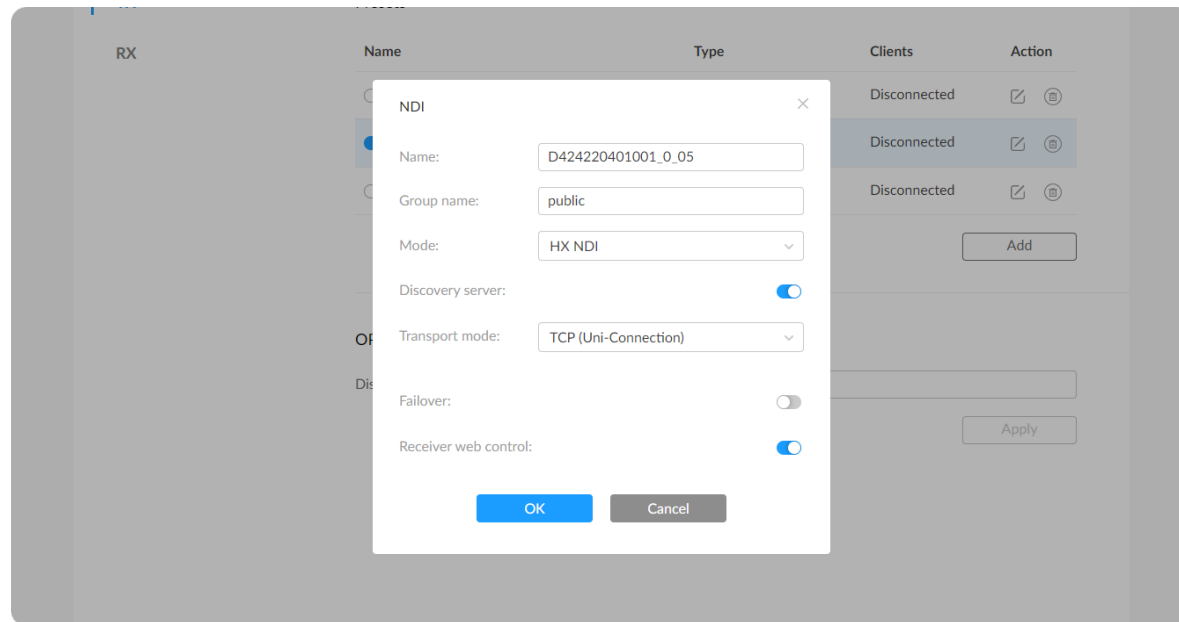 RX
Name Type Clients Action
Disconnected
Disconnected
Disconnected
Add
Apply
NDI
Name: D424220401001_0_05
Group name: public
Mode: HX NDI
Discovery server:
Transport mode: TCP (Uni-Connection)
Failover:
Receiver web control:
OK Cancel